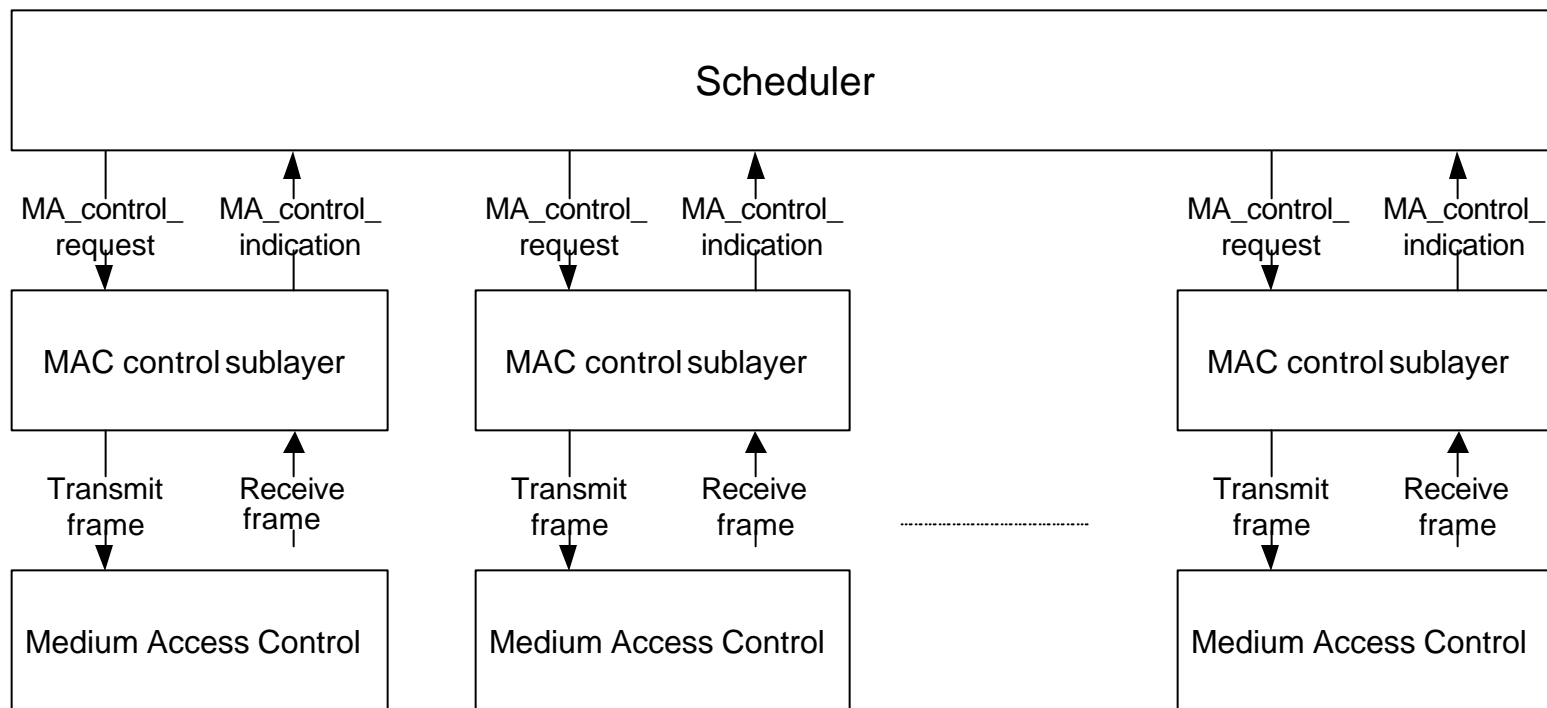 Scheduler
MA_control_
request
MA_control_
indication
MA_control_
request
MA_control_
indication
MA_control_
request
MA_control_
indication
MAC control sublayer
MAC control sublayer
MAC control sublayer
Transmit
frame
Receive
frame
Transmit
frame
Receive
frame
Transmit
frame
Receive
frame
Medium Access Control
Medium Access Control
Medium Access Control